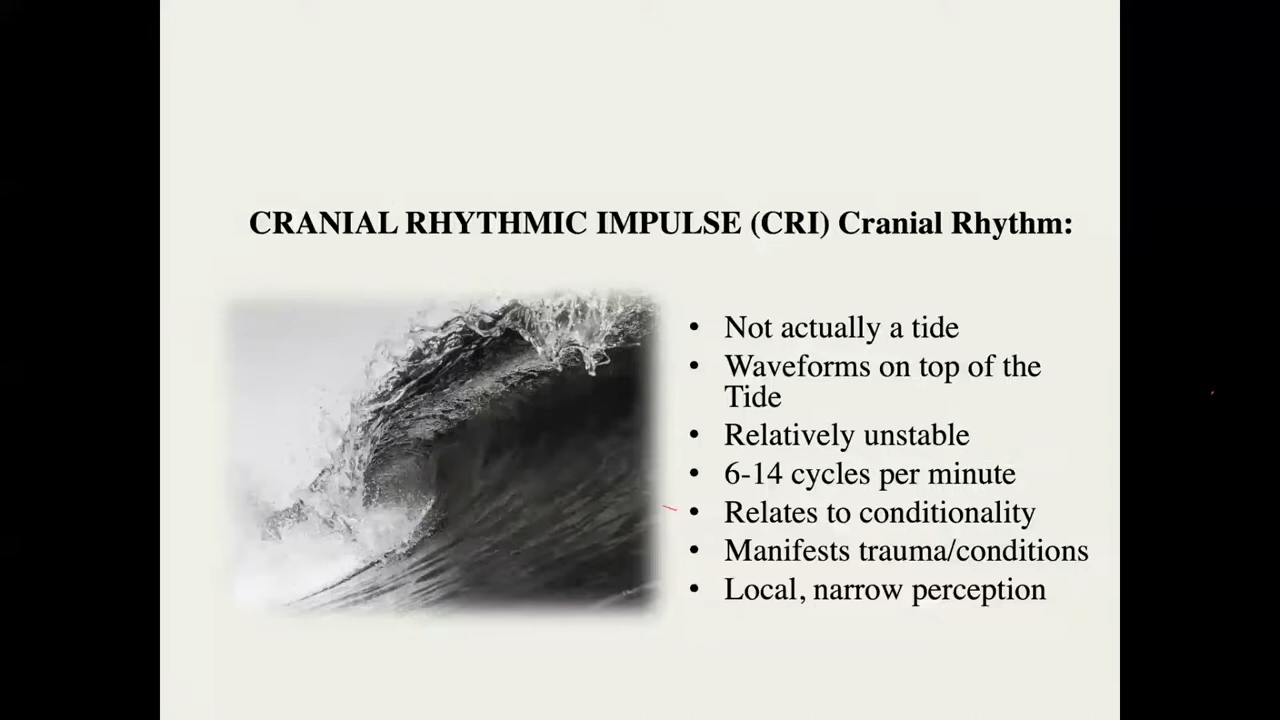 CRANIAL RHYTHMIC IMPULSE (CRI) Cranial Rhythm:
• Not actually a tide
• Waveforms on top of the
Tide
• Relatively unstable
• 6-14 cycles per minute
• Relates to conditionality
• Manifests trauma/conditions
• Local, narrow perception